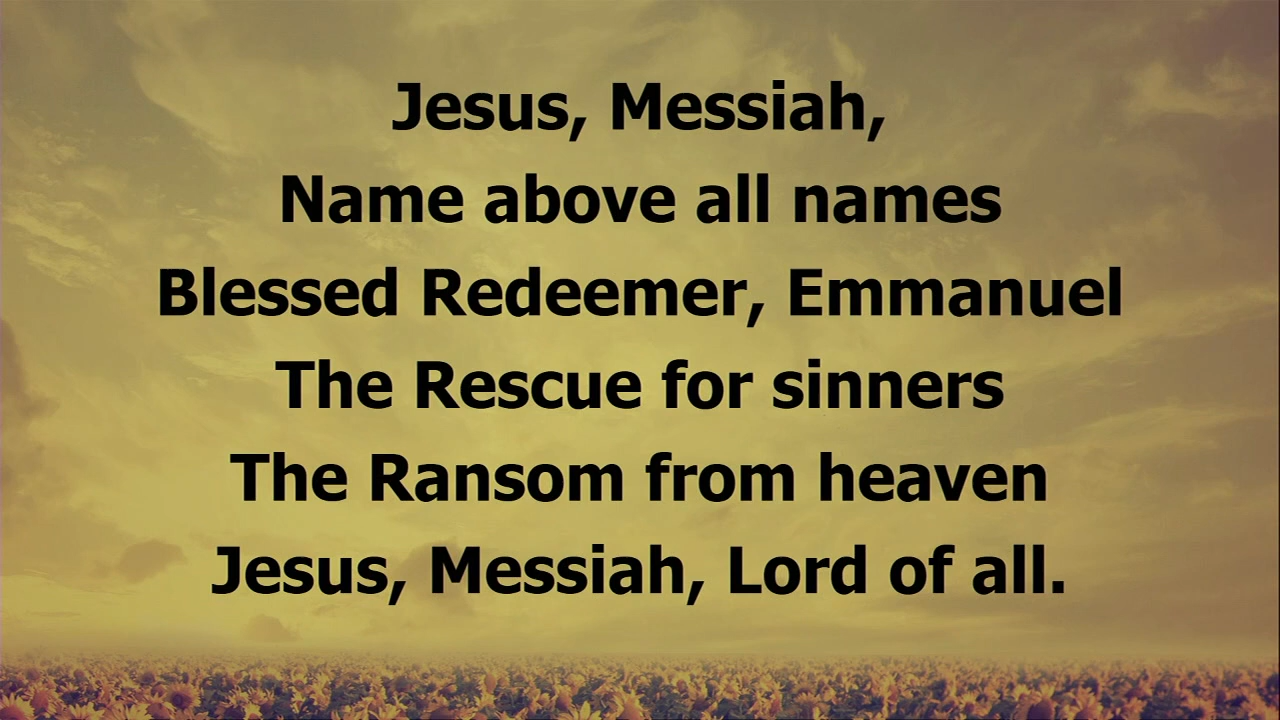 Jesus, Messiah,
Name above all names
Blessed Redeemer, Emmanuel
The Rescue for sinners
The Ransom from heaven
Jesus, Messiah, Lord of all.